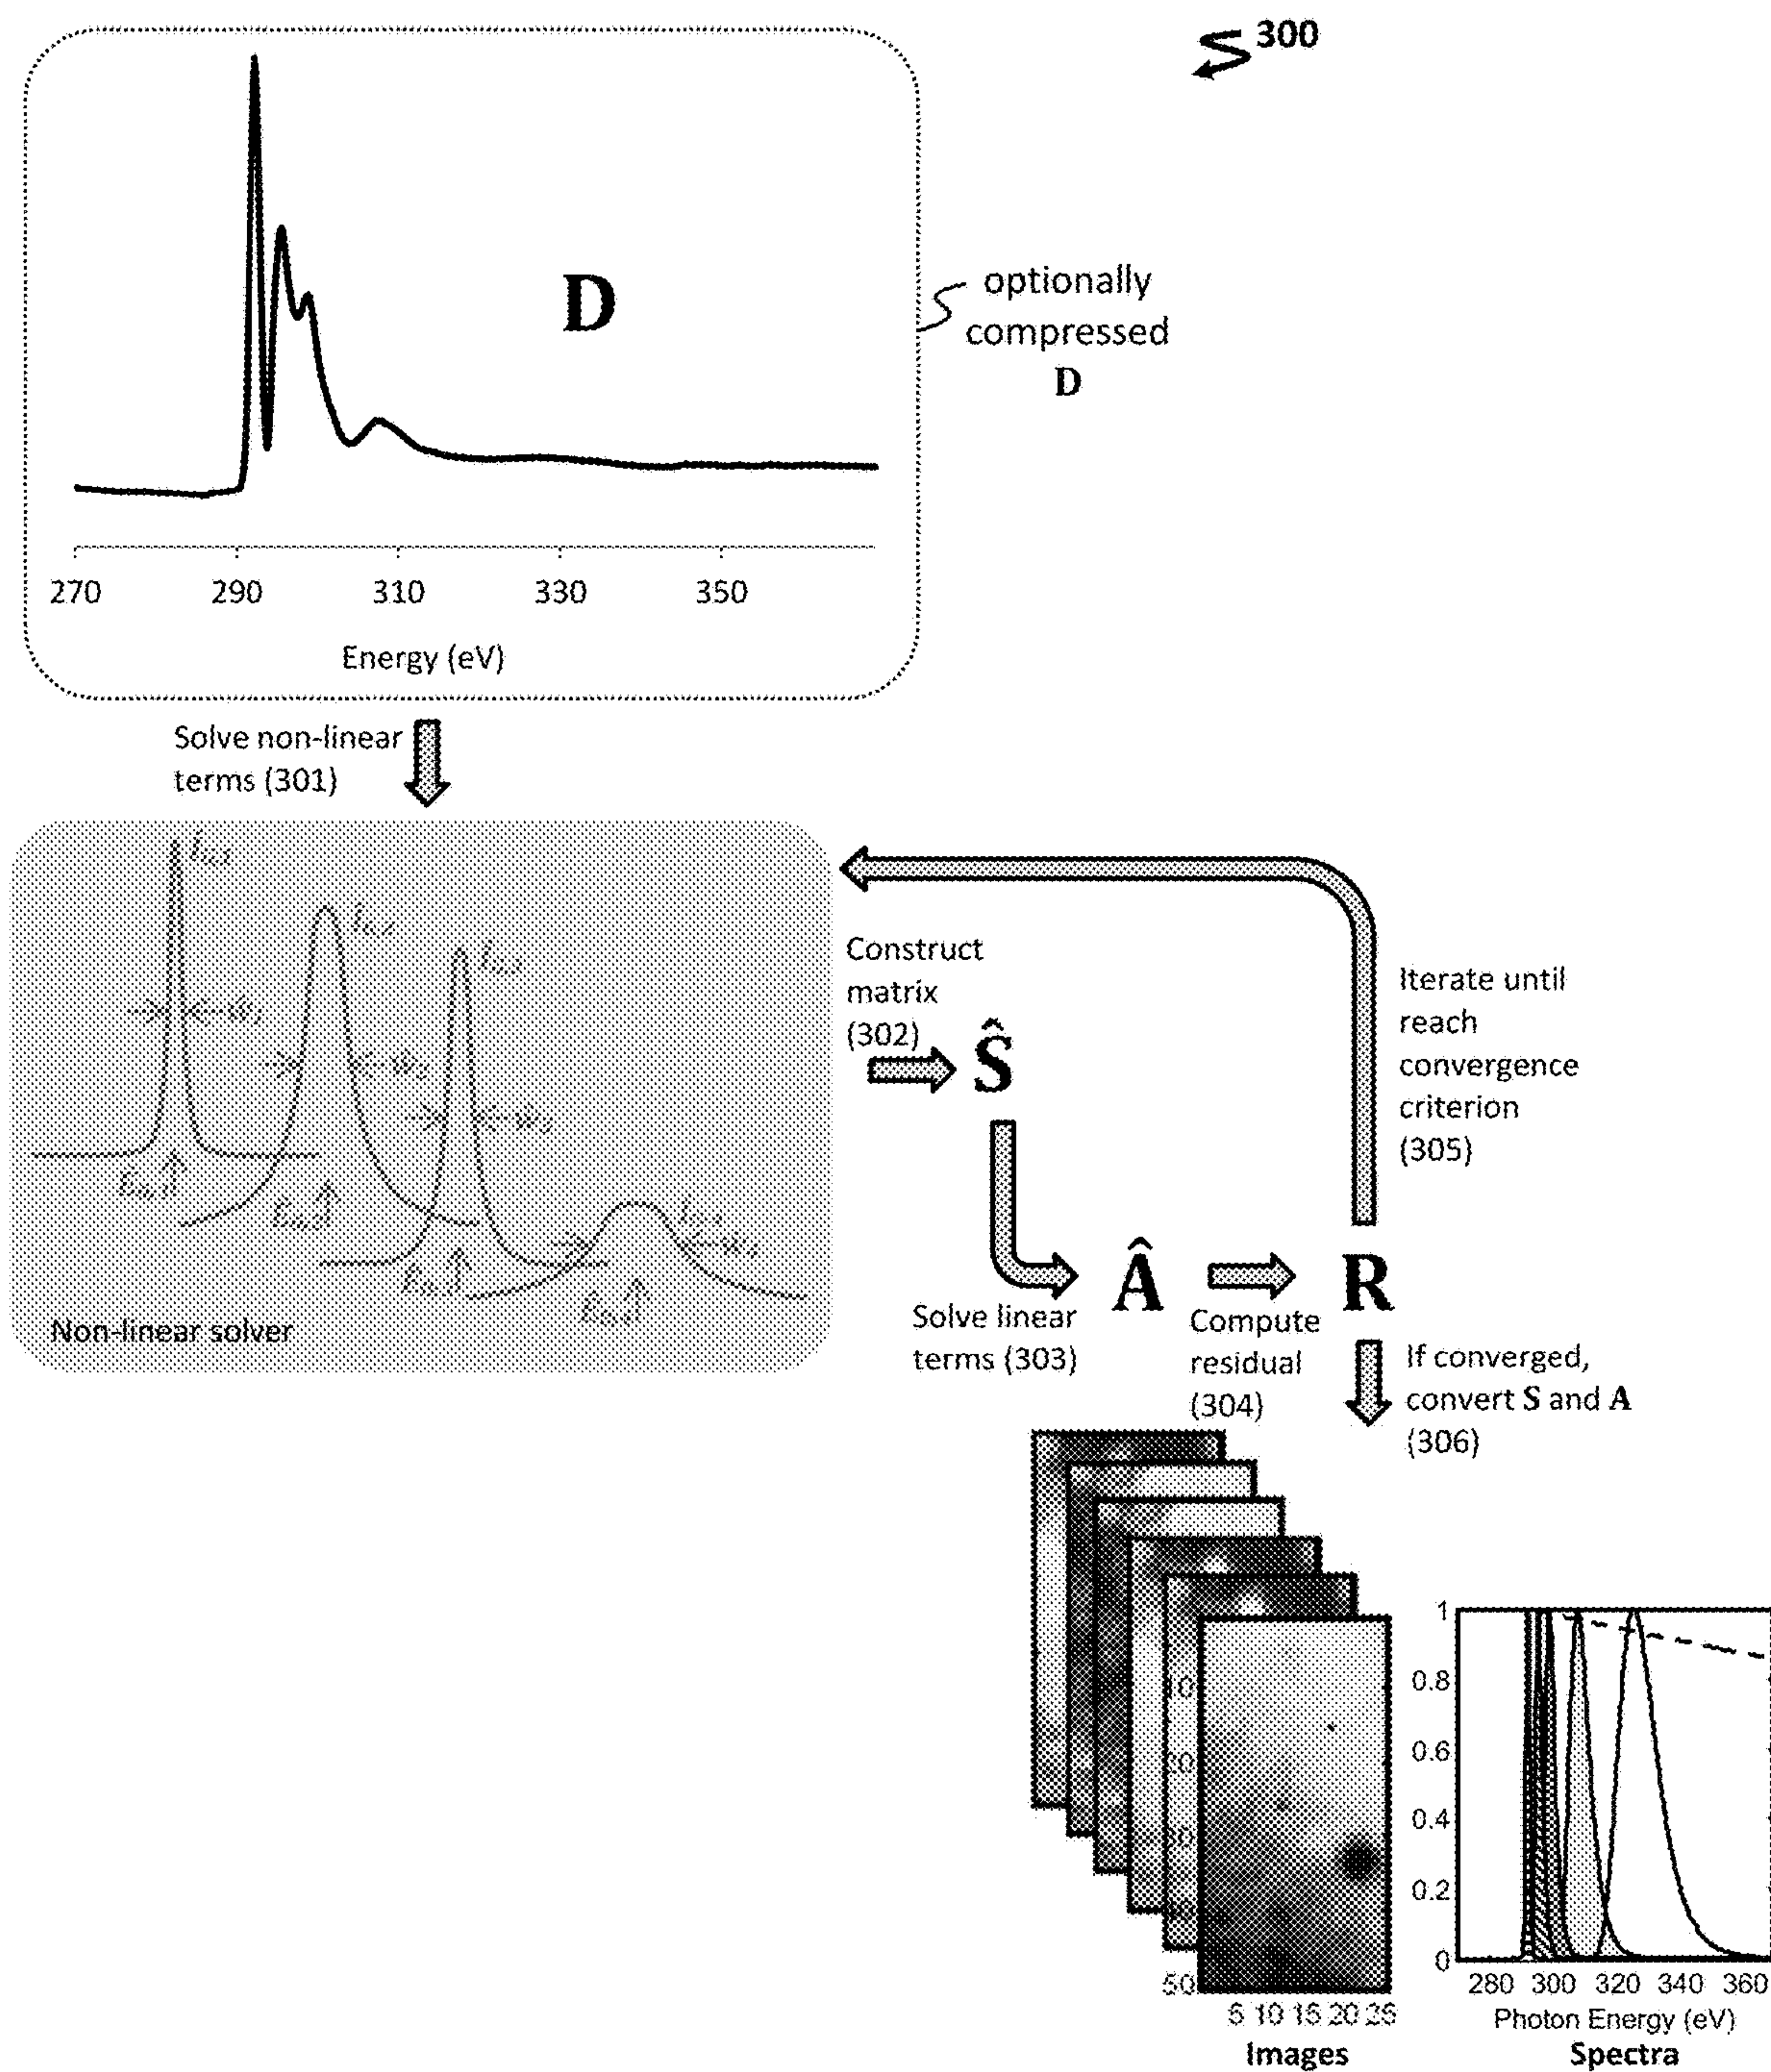 300
D
optionally
compressed
D
270 290 310 330 350
Energy (eV)
Solve non-linear
terms (301)
Construct
matrix
(302)
Ŝ
Iterate until
reach
convergence
criterion
(305)
Non-linear solver
Â
R
Solve linear
terms (303)
Compute
residual
(304)
If converged,
convert S and A
(306)
1
0.8
0.6
0.4
0.2
0
50
5 10 15 20 25
Images
280 300 320 340 360
Photon Energy (eV)
Spectra